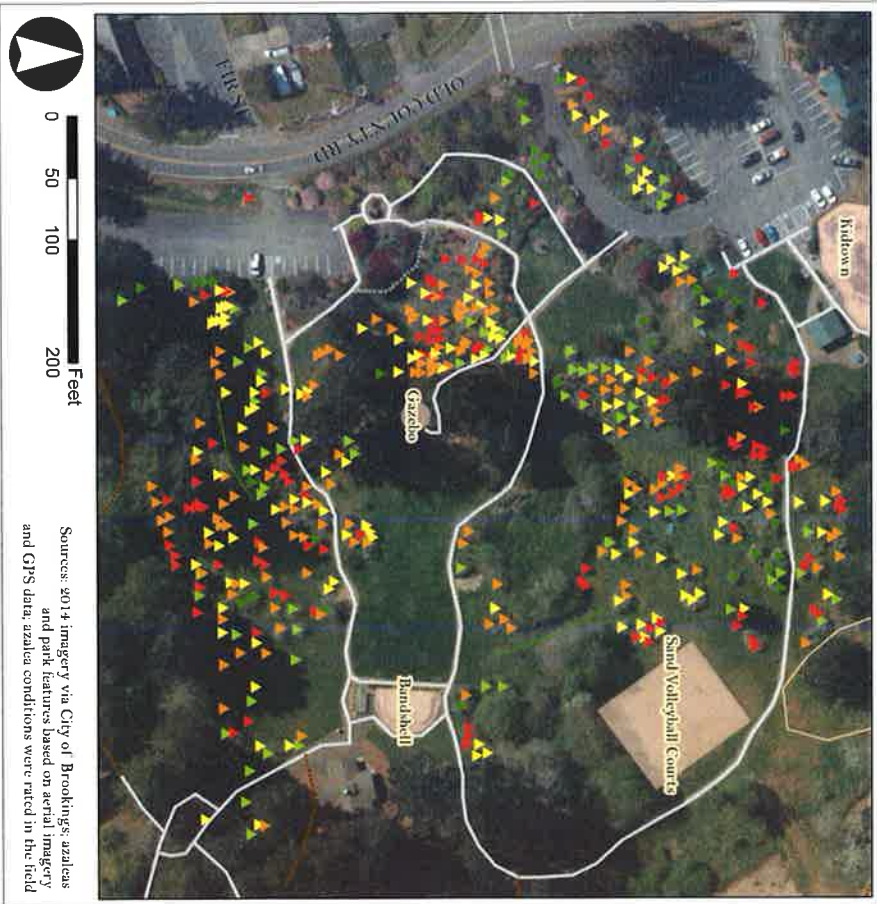 Kidtown
FIRST
OLD COUNTY RD
Gazebo
Sand Volleyball Courts
Bandshell
0 50 100 200
Feet
Sources: 2014 imagery via City of Brookings; azaleas
and park features based on aerial imagery
and GPS data; azalea conditions were rated in the field